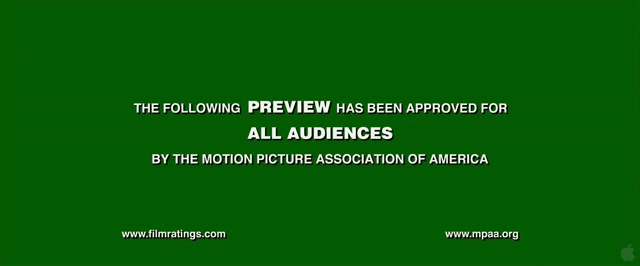 THE FOLLOWING PREVIEW HAS BEEN APPROVED FOR
ALL AUDIENCES
BY THE MOTION PICTURE ASSOCIATION OF AMERICA
www.filmratings.com www.mpaa.org